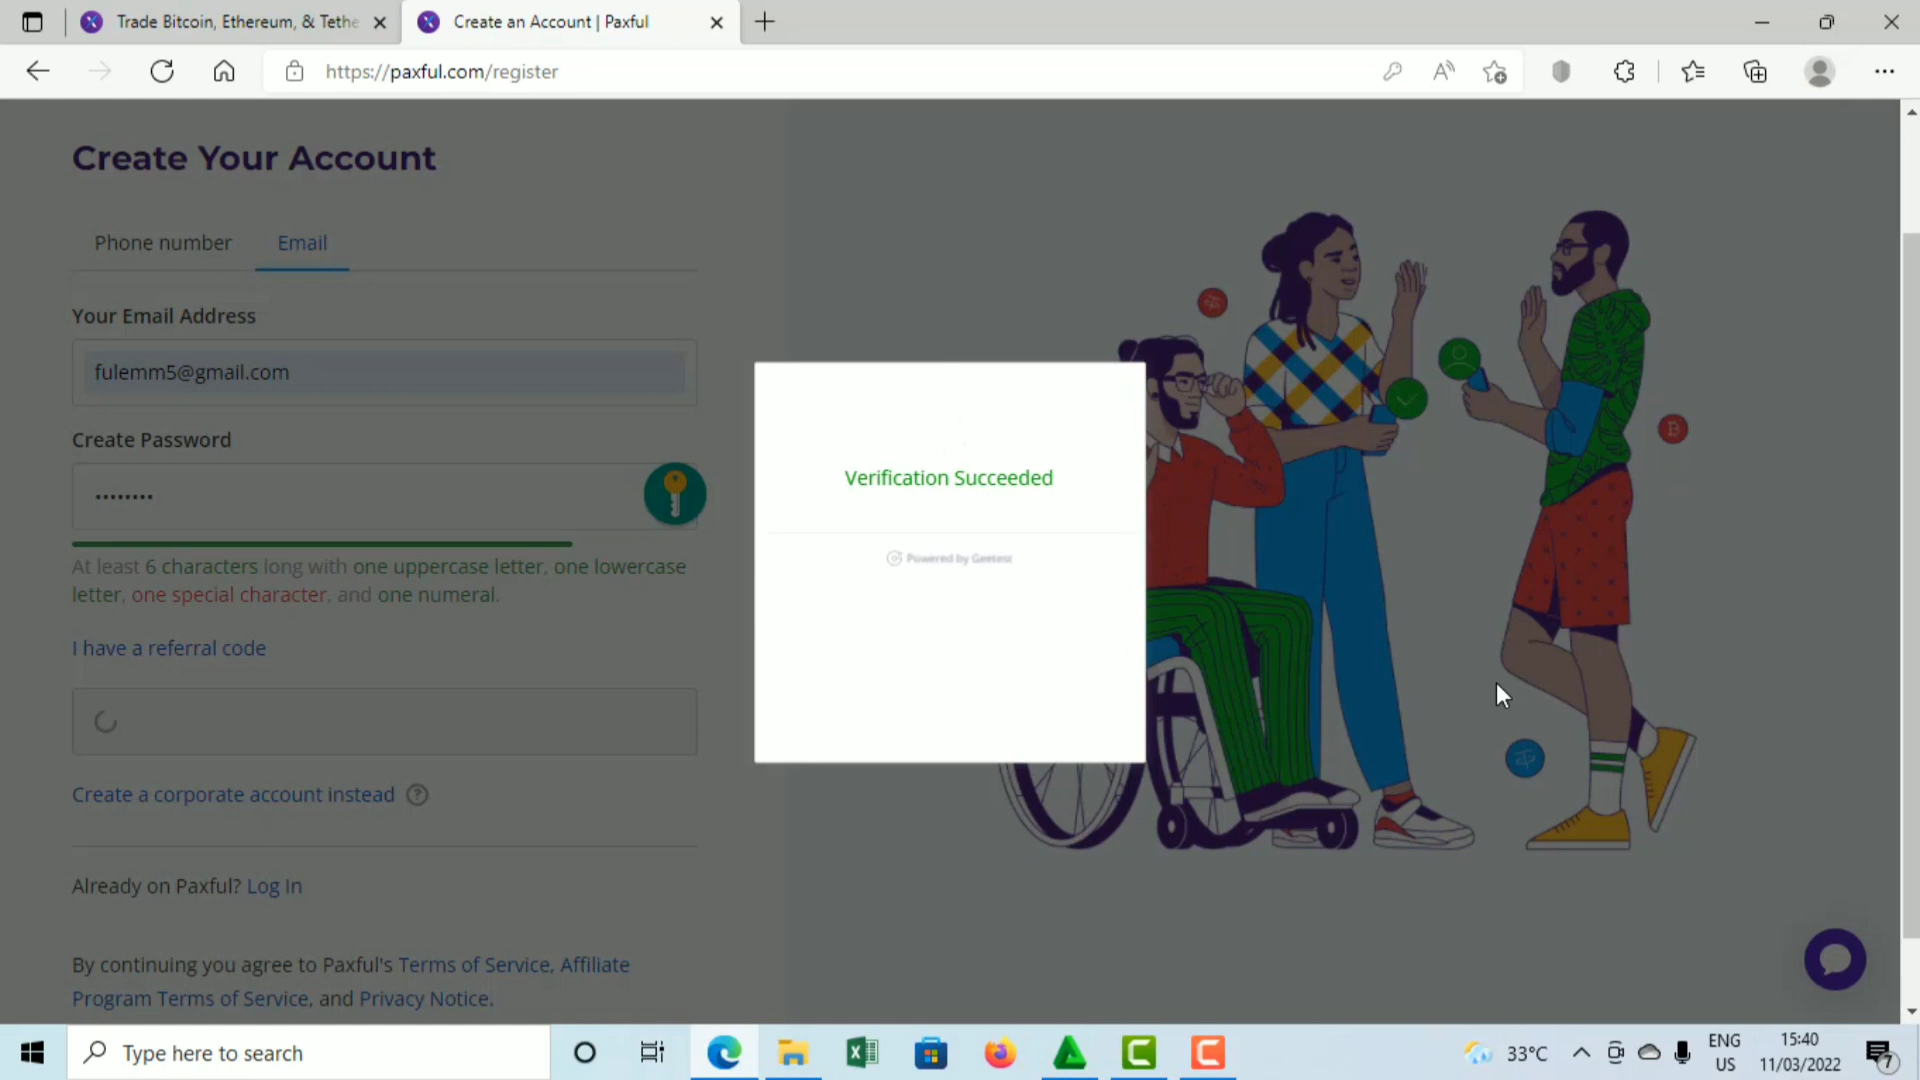 Trade Bitcoin, Ethereum, & Tethe
Create an Account | Paxful
https://paxful.com/register
Create Your Account
Phone number
Email
Your Email Address
fulemm5@gmail.com
Create Password
At least 6 characters long with one uppercase letter, one lowercase
letter, one special character, and one numeral.
I have a referral code
Create a corporate account instead ?
Already on Paxful? Log In
By continuing you agree to Paxful's Terms of Service, Affiliate
Program Terms of Service, and Privacy Notice.
Verification Succeeded
Powered by Geetest
Type here to search
33°C
ENG
US
15:40
11/03/2022
7